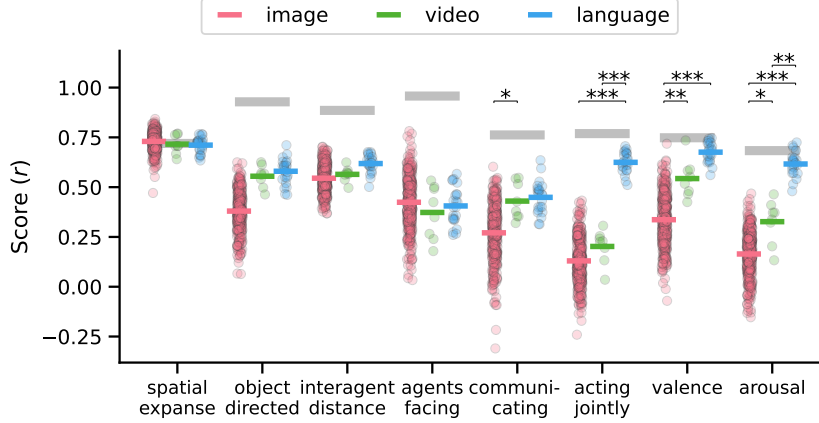 image video language
Score (r)
1.00
0.75
0.50
0.25
0.00
−0.25
* *** *** *** ** ** *** *
spatial expanse
object directed
interagent distance
agents facing
communi-
cating
acting jointly
valence
arousal